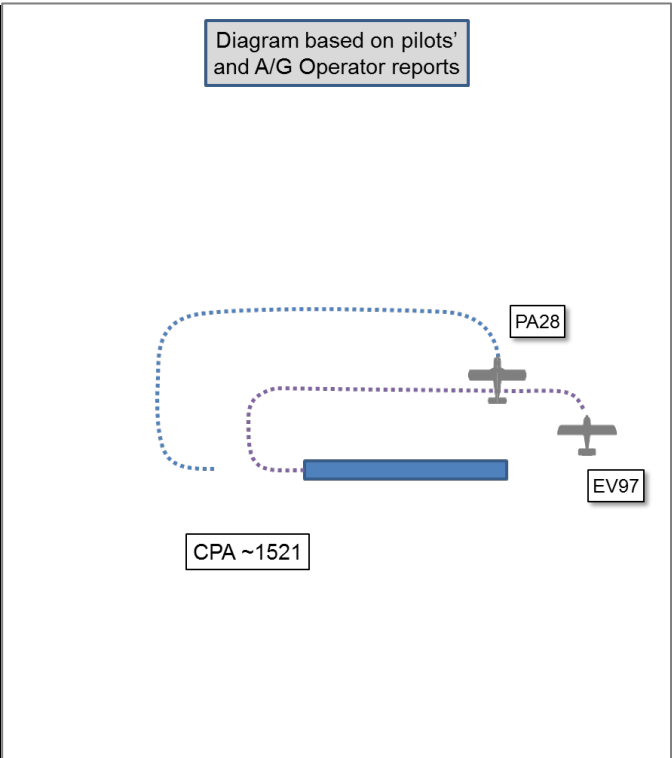 Diagram based on pilots’
and A/G Operator reports
PA28
EV97
CPA ~1521